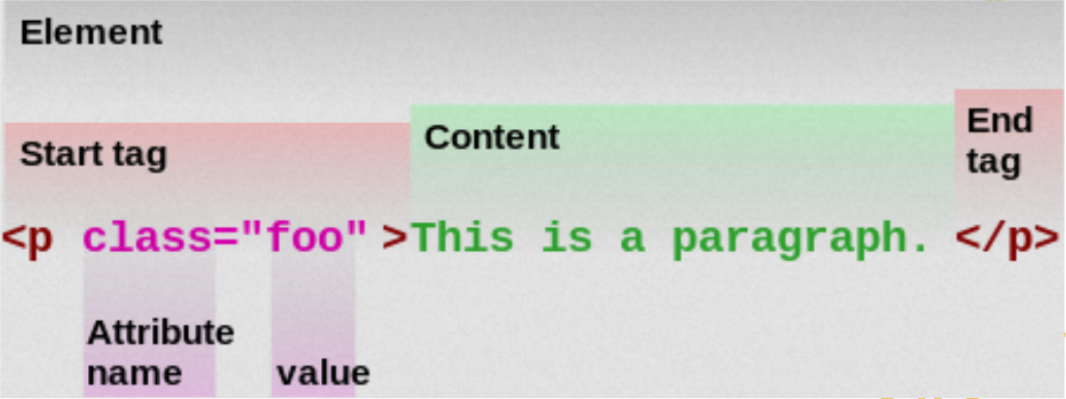 Element
Start tag
Content
End
tag
<p class="foo" >This is a paragraph. </p>
Attribute
name
value